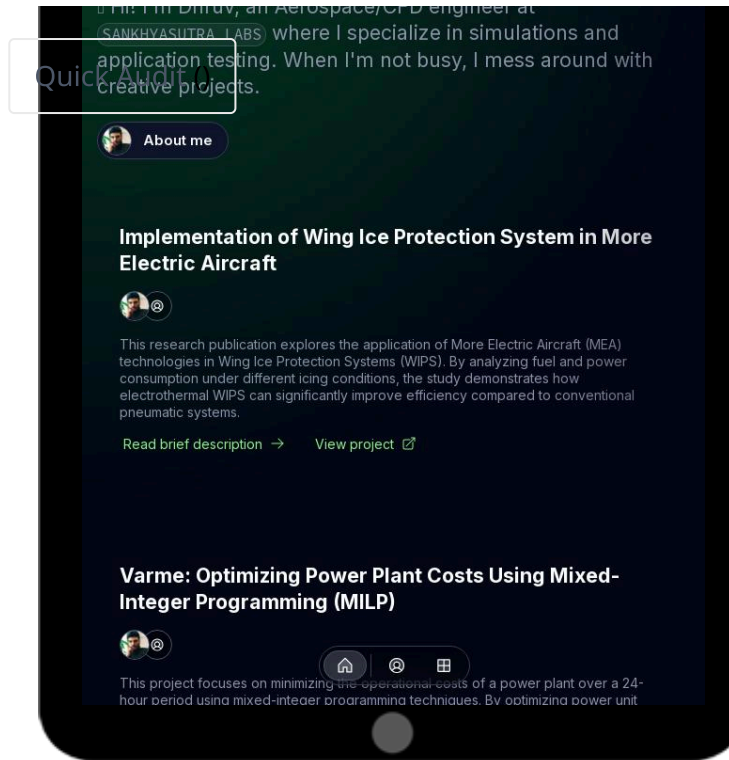 Hi! I'm Dhruv, an Aerospace/CFD engineer at
SANKHYASUTRA LABS where I specialize in simulations and
application testing. When I'm not busy, I mess around with
creative projects.
Quick Audit ()
About me
Implementation of Wing Ice Protection System in More
Electric Aircraft
This research publication explores the application of More Electric Aircraft (MEA)
technologies in Wing Ice Protection Systems (WIPS). By analyzing fuel and power
consumption under different icing conditions, the study demonstrates how
electrothermal WIPS can significantly improve efficiency compared to conventional
pneumatic systems.
Read brief description → View project
Varme: Optimizing Power Plant Costs Using Mixed-
Integer Programming (MILP)
This project focuses on minimizing the operational costs of a power plant over a 24-
hour period using mixed-integer programming techniques. By optimizing power unit